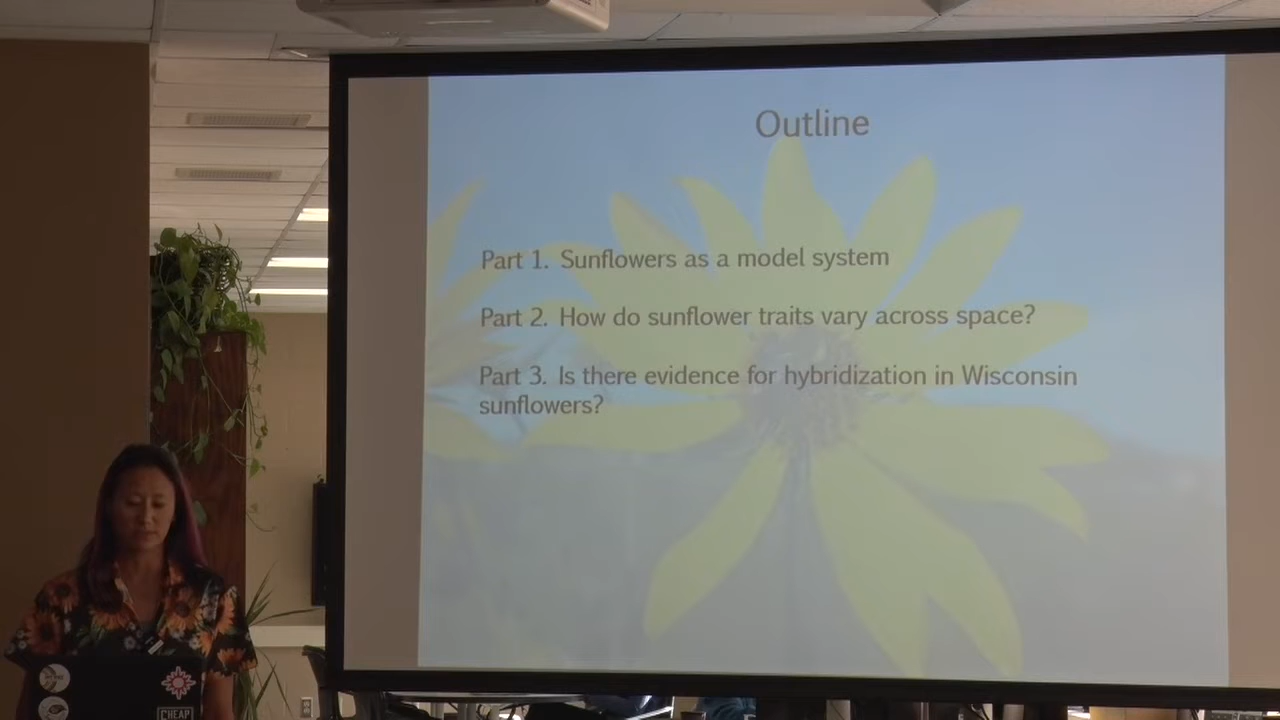 Outline
Part 1. Sunflowers as a model system
Part 2. How do sunflower traits vary across space?
Part 3. Is there evidence for hybridization in Wisconsin
sunflowers?
CHEAP